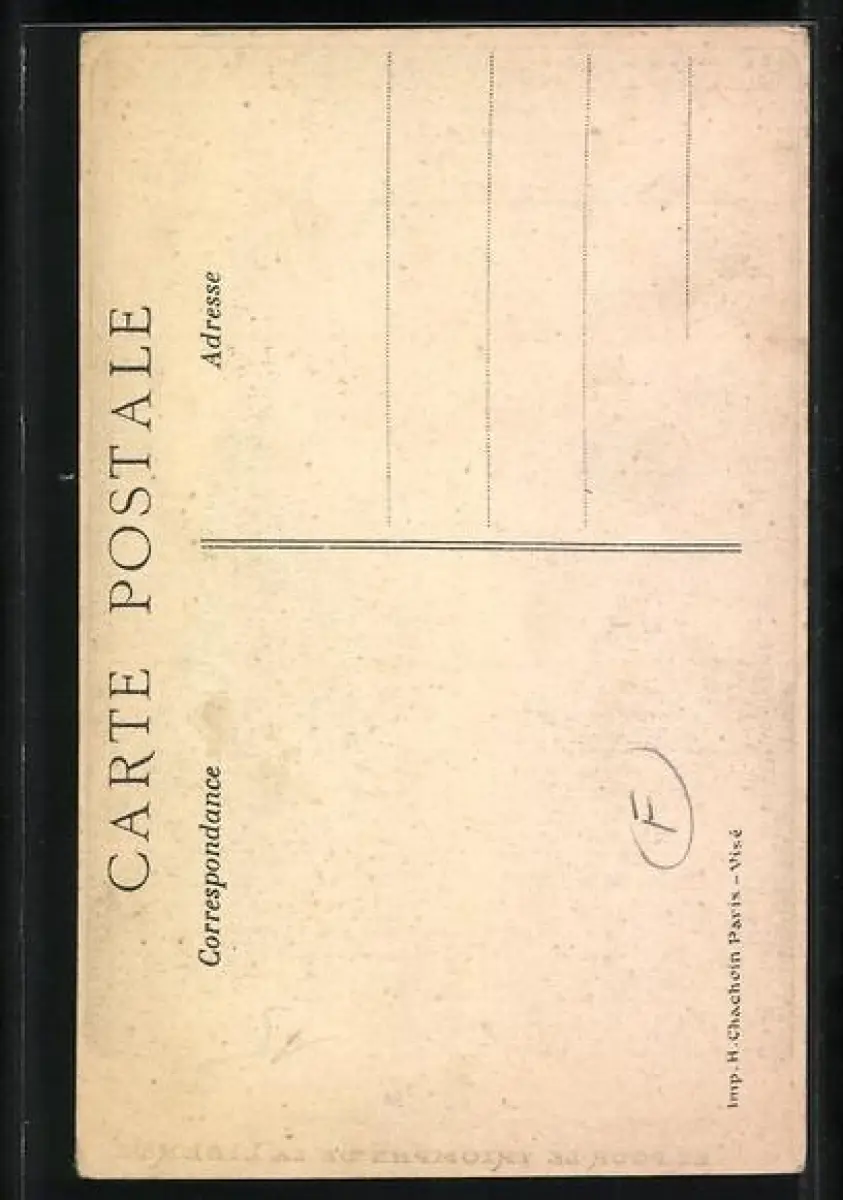 CARTE POSTALE
Correspondance
Adresse
F
Imp. H. Chachoin Paris – Visé